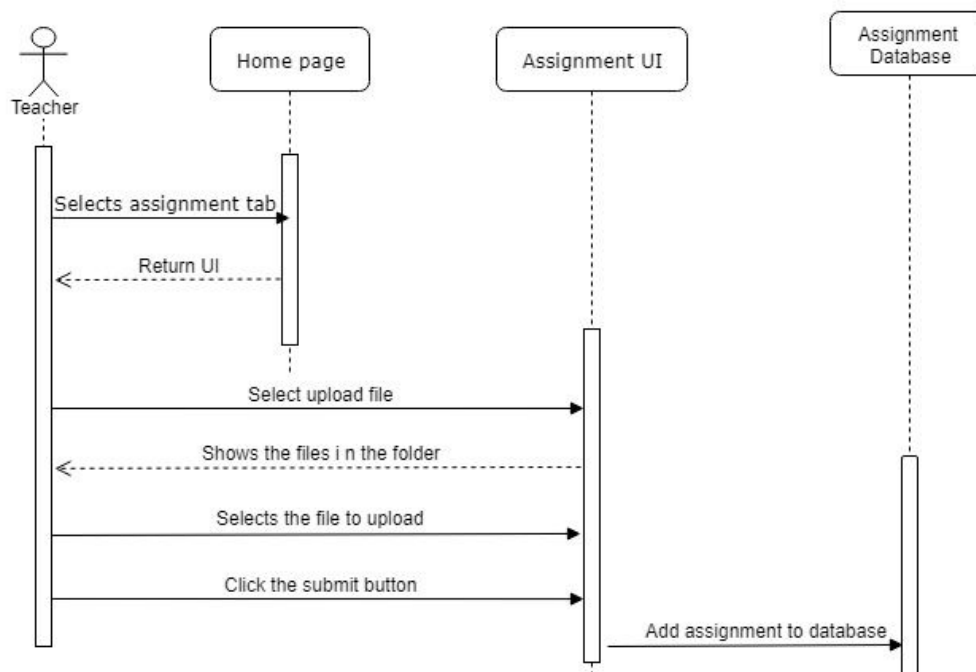 Teacher
Home page
Assignment UI
Assignment
Database
Selects assignment tab
Return UI
Select upload file
Shows the files i n the folder
Selects the file to upload
Click the submit button
Add assignment to database